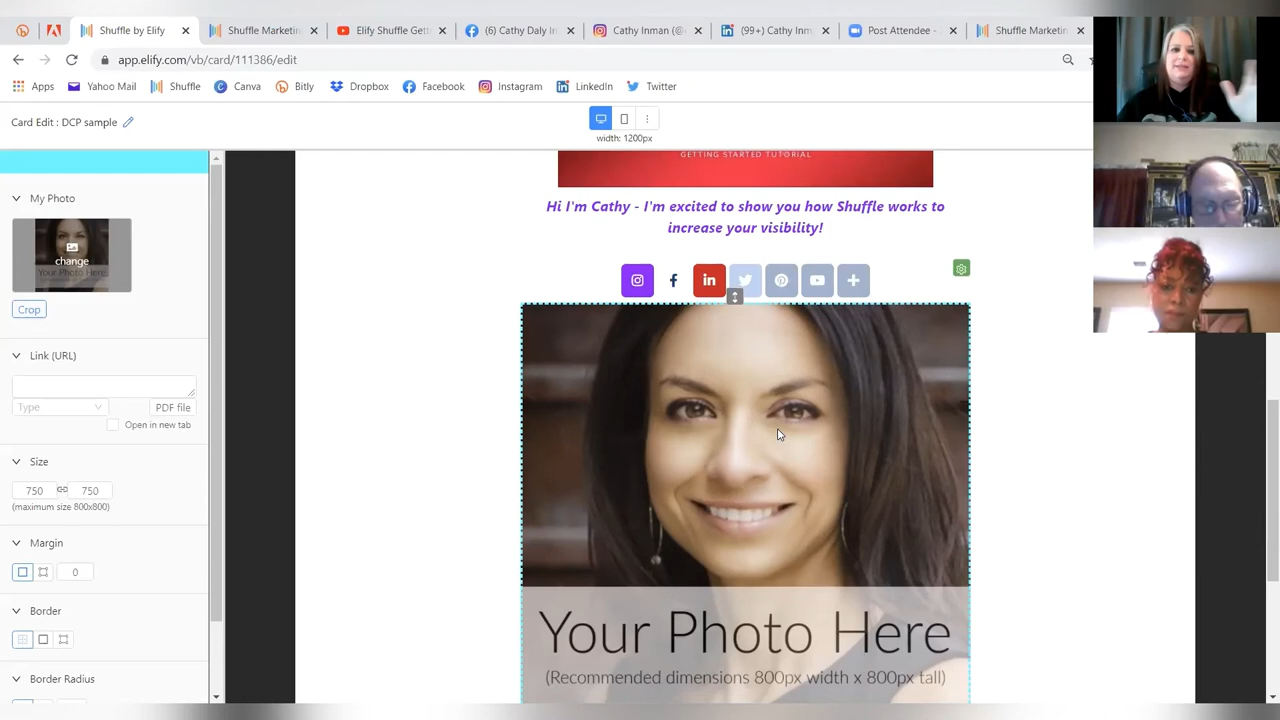 Shuffle by Elify
Shuffle Marketin
Elify Shuffle Gett
(6) Cathy Daly In
Cathy Inman (@
(99+) Cathy Inm
Post Attendee -
Shuffle Marketin
app.elify.com/vb/card/111386/edit
Apps
Yahoo Mail
Shuffle
Canva
Bitly
Dropbox
Facebook
Instagram
LinkedIn
Twitter
Card Edit : DCP sample
width: 1200px
My Photo
change
Your Photo Here
Crop
Link (URL)
Type
PDF file
Open in new tab
Size
750
750
(maximum size 800x800)
Margin
0
Border
Border Radius
GETTING STARTED TUTORIAL
Hi I'm Cathy - I'm excited to show you how Shuffle works to
increase your visibility!
Your Photo Here
(Recommended dimensions 800px width x 800px tall)